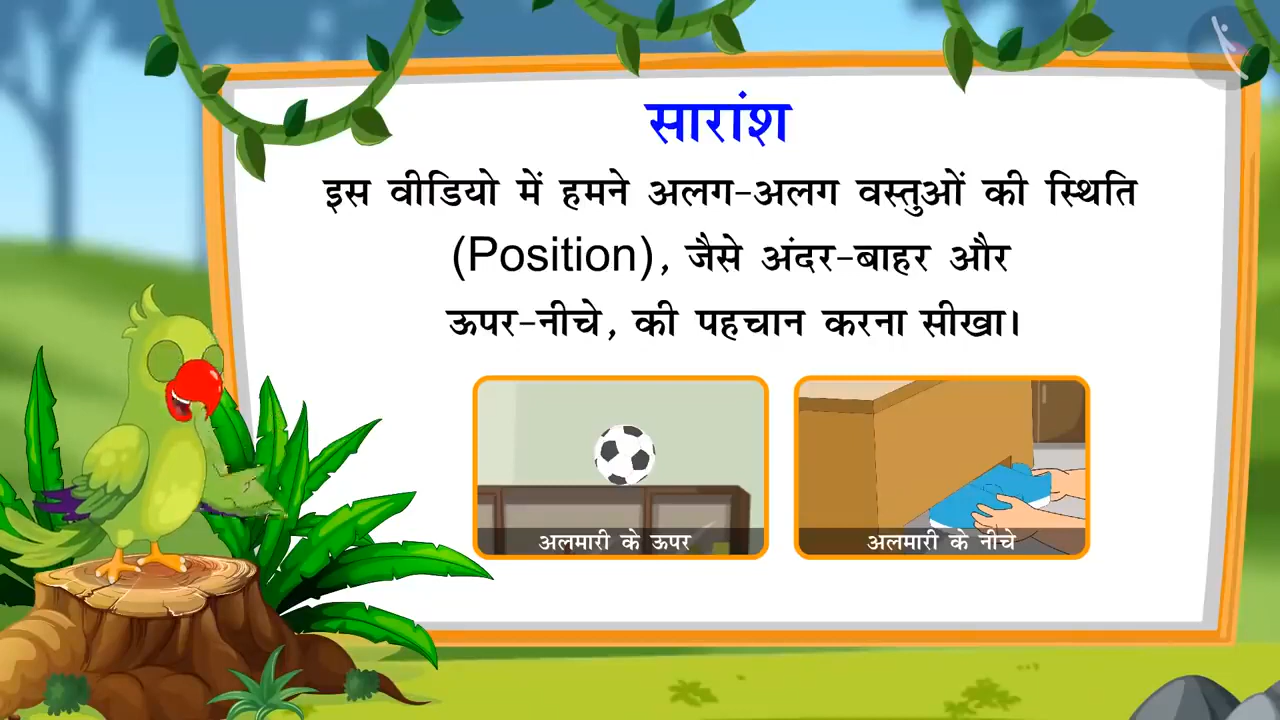 सारांश
इस वीडियो में हमने अलग-अलग वस्तुओं की स्थिति
(Position), जैसे अंदर-बाहर और
ऊपर-नीचे, की पहचान करना सीखा।
अलमारी के ऊपर
अलमारी के नीचे